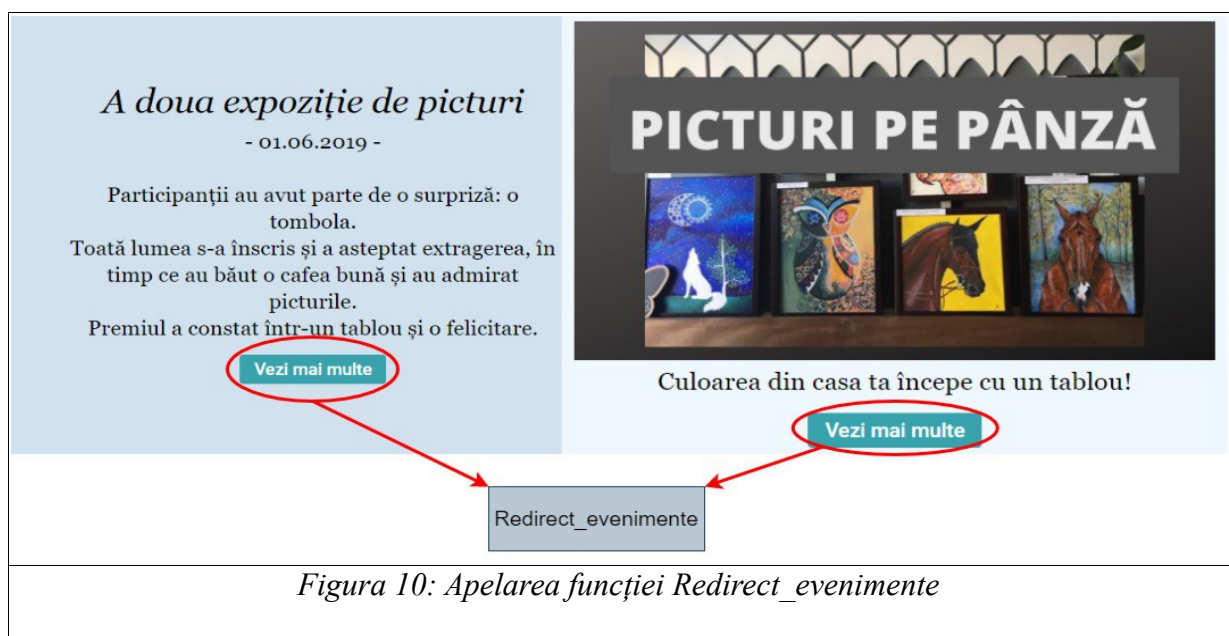 A doua expoziție de picturi
- 01.06.2019 -
Participanții au avut parte de o surpriză: o
tombola.
Toată lumea s-a înscris și a asteptat extragerea, în
timp ce au băut o cafea bună și au admirat
picturile.
Premiul a constat într-un tablou și o felicitare.
Vezi mai multe
PICTURI PE PÂNZĂ
Culoarea din casa ta începe cu un tablou!
Vezi mai multe
Redirect_evenimente
Figura 10: Apelarea funcției Redirect_evenimente